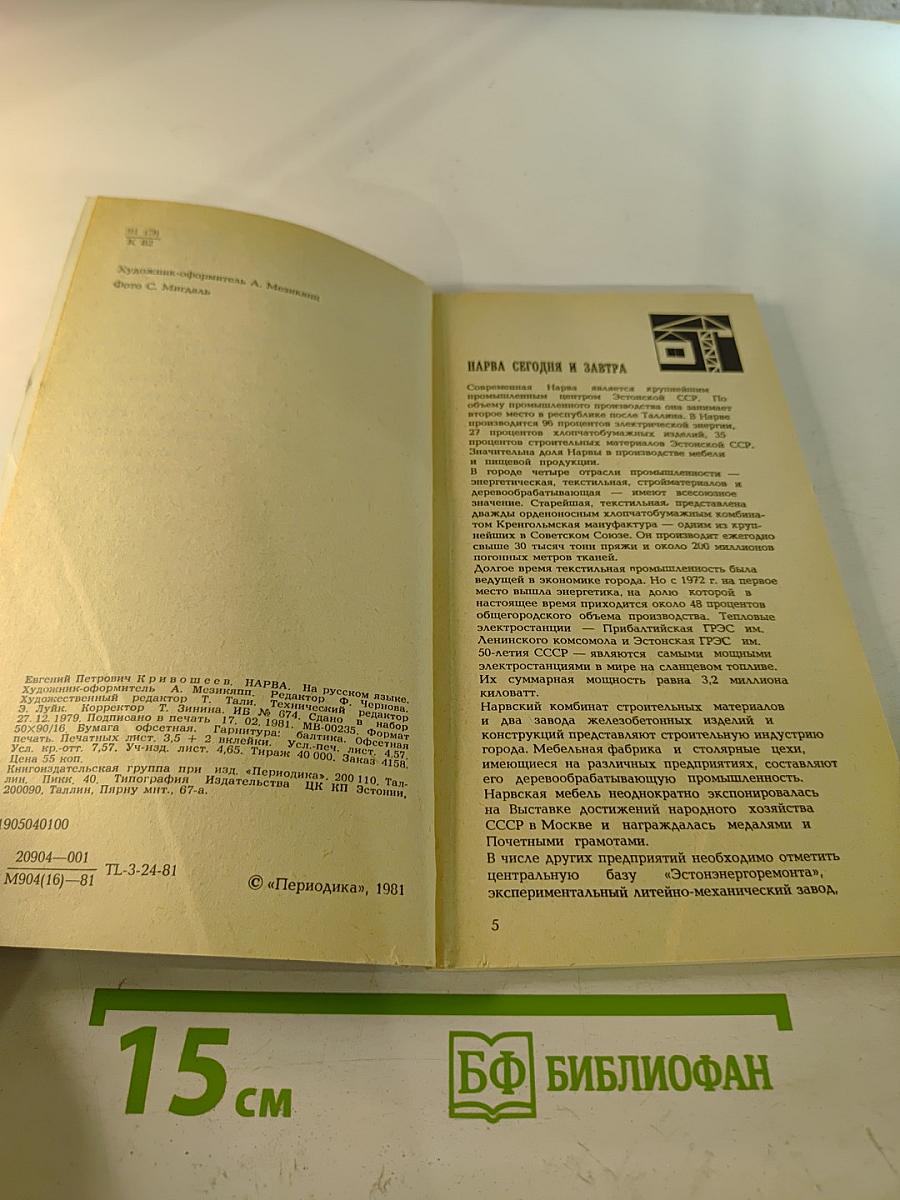 К 82
Художник-оформитель А. Мезикяпп
Фото С. Мигдаль
Евгений Петрович Кривошеев. НАРВА. На русском языке.
Художник-оформитель А. Мезикяпп. Редактор Ф. Чернова.
Художественный редактор Т. Тали. Технический редактор
Э. Луйк. Корректор Т. Зинина. ИБ № 674. Сдано в набор
27. 12. 1979. Подписано в печать 17. 02. 1981. МВ-00235. Формат
50×90/16 Бумага офсетная. Гарнитура: балтика. Офсетная
печать. Печатных лист. 3,5 + 2 вклейки. Усл.-печ. лист. 4,57.
Усл. кр.-отт. 7,57. Уч-изд. лист. 4,65. Тираж 40 000. Заказ 4158.
Цена 55 коп.
Книгоиздательская группа при изд. «Периодика». 200 110, Тал-
лин, Пикк 40. Типография Издательства ЦК КП Эстонии,
200090, Таллин, Пярну мнт., 67-а.
1905040100
20904—001
М904(16)—81
TL-3-24-81
© «Периодика», 1981
НАРВА СЕГОДНЯ И ЗАВТРА
Современная Нарва является крупнейшим
промышленным центром Эстонской ССР. По
объему промышленного производства она занимает
второе место в республике после Таллина. В Нарве
производится 96 процентов электрической энергии,
27 процентов хлопчатобумажных изделий, 35
процентов строительных материалов Эстонской ССР.
Значительна доля Нарвы в производстве мебели
и пищевой продукции.
В городе четыре отрасли промышленности —
энергетическая, текстильная, стройматериалов и
деревообрабатывающая — имеют всесоюзное
значение. Старейшая, текстильная, представлена
дважды орденоносным хлопчатобумажным комбина-
том Кренгольмская мануфактура — одним из круп-
нейших в Советском Союзе. Он производит ежегодно
свыше 30 тысяч тонн пряжи и около 200 миллионов
погонных метров тканей.
Долгое время текстильная промышленность была
ведущей в экономике города. Но с 1972 г. на первое
место вышла энергетика, на долю которой в
настоящее время приходится около 48 процентов
общегородского объема производства. Тепловые
электростанции — Прибалтийская ГРЭС им.
Ленинского комсомола и Эстонская ГРЭС им.
50-летия СССР — являются самыми мощными
электростанциями в мире на сланцевом топливе.
Их суммарная мощность равна 3,2 миллиона
киловатт.
Нарвский комбинат строительных материалов
и два завода железобетонных изделий и
конструкций представляют строительную индустрию
города. Мебельная фабрика и столярные цехи,
имеющиеся на различных предприятиях, составляют
его деревообрабатывающую промышленность.
Нарвская мебель неоднократно экспонировалась
на Выставке достижений народного хозяйства
СССР в Москве и награждалась медалями и
Почетными грамотами.
В числе других предприятий необходимо отметить
центральную базу «Эстонэнергоремонта»,
экспериментальный литейно-механический завод,
5
15 см
БФ БИБЛИОФАН